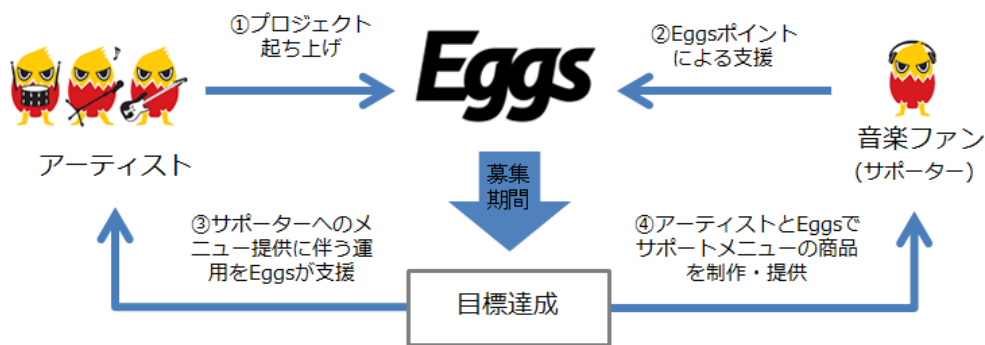 ①プロジェクト
起ち上げ
Eggs
②Eggsポイント
による支援
アーティスト
音楽ファン
(サポーター)
募集
期間
③サポーターへのメ
ニュー提供に伴う運
用をEggsが支援
④アーティストとEggsで
サポートメニューの商品
を制作・提供
目標達成